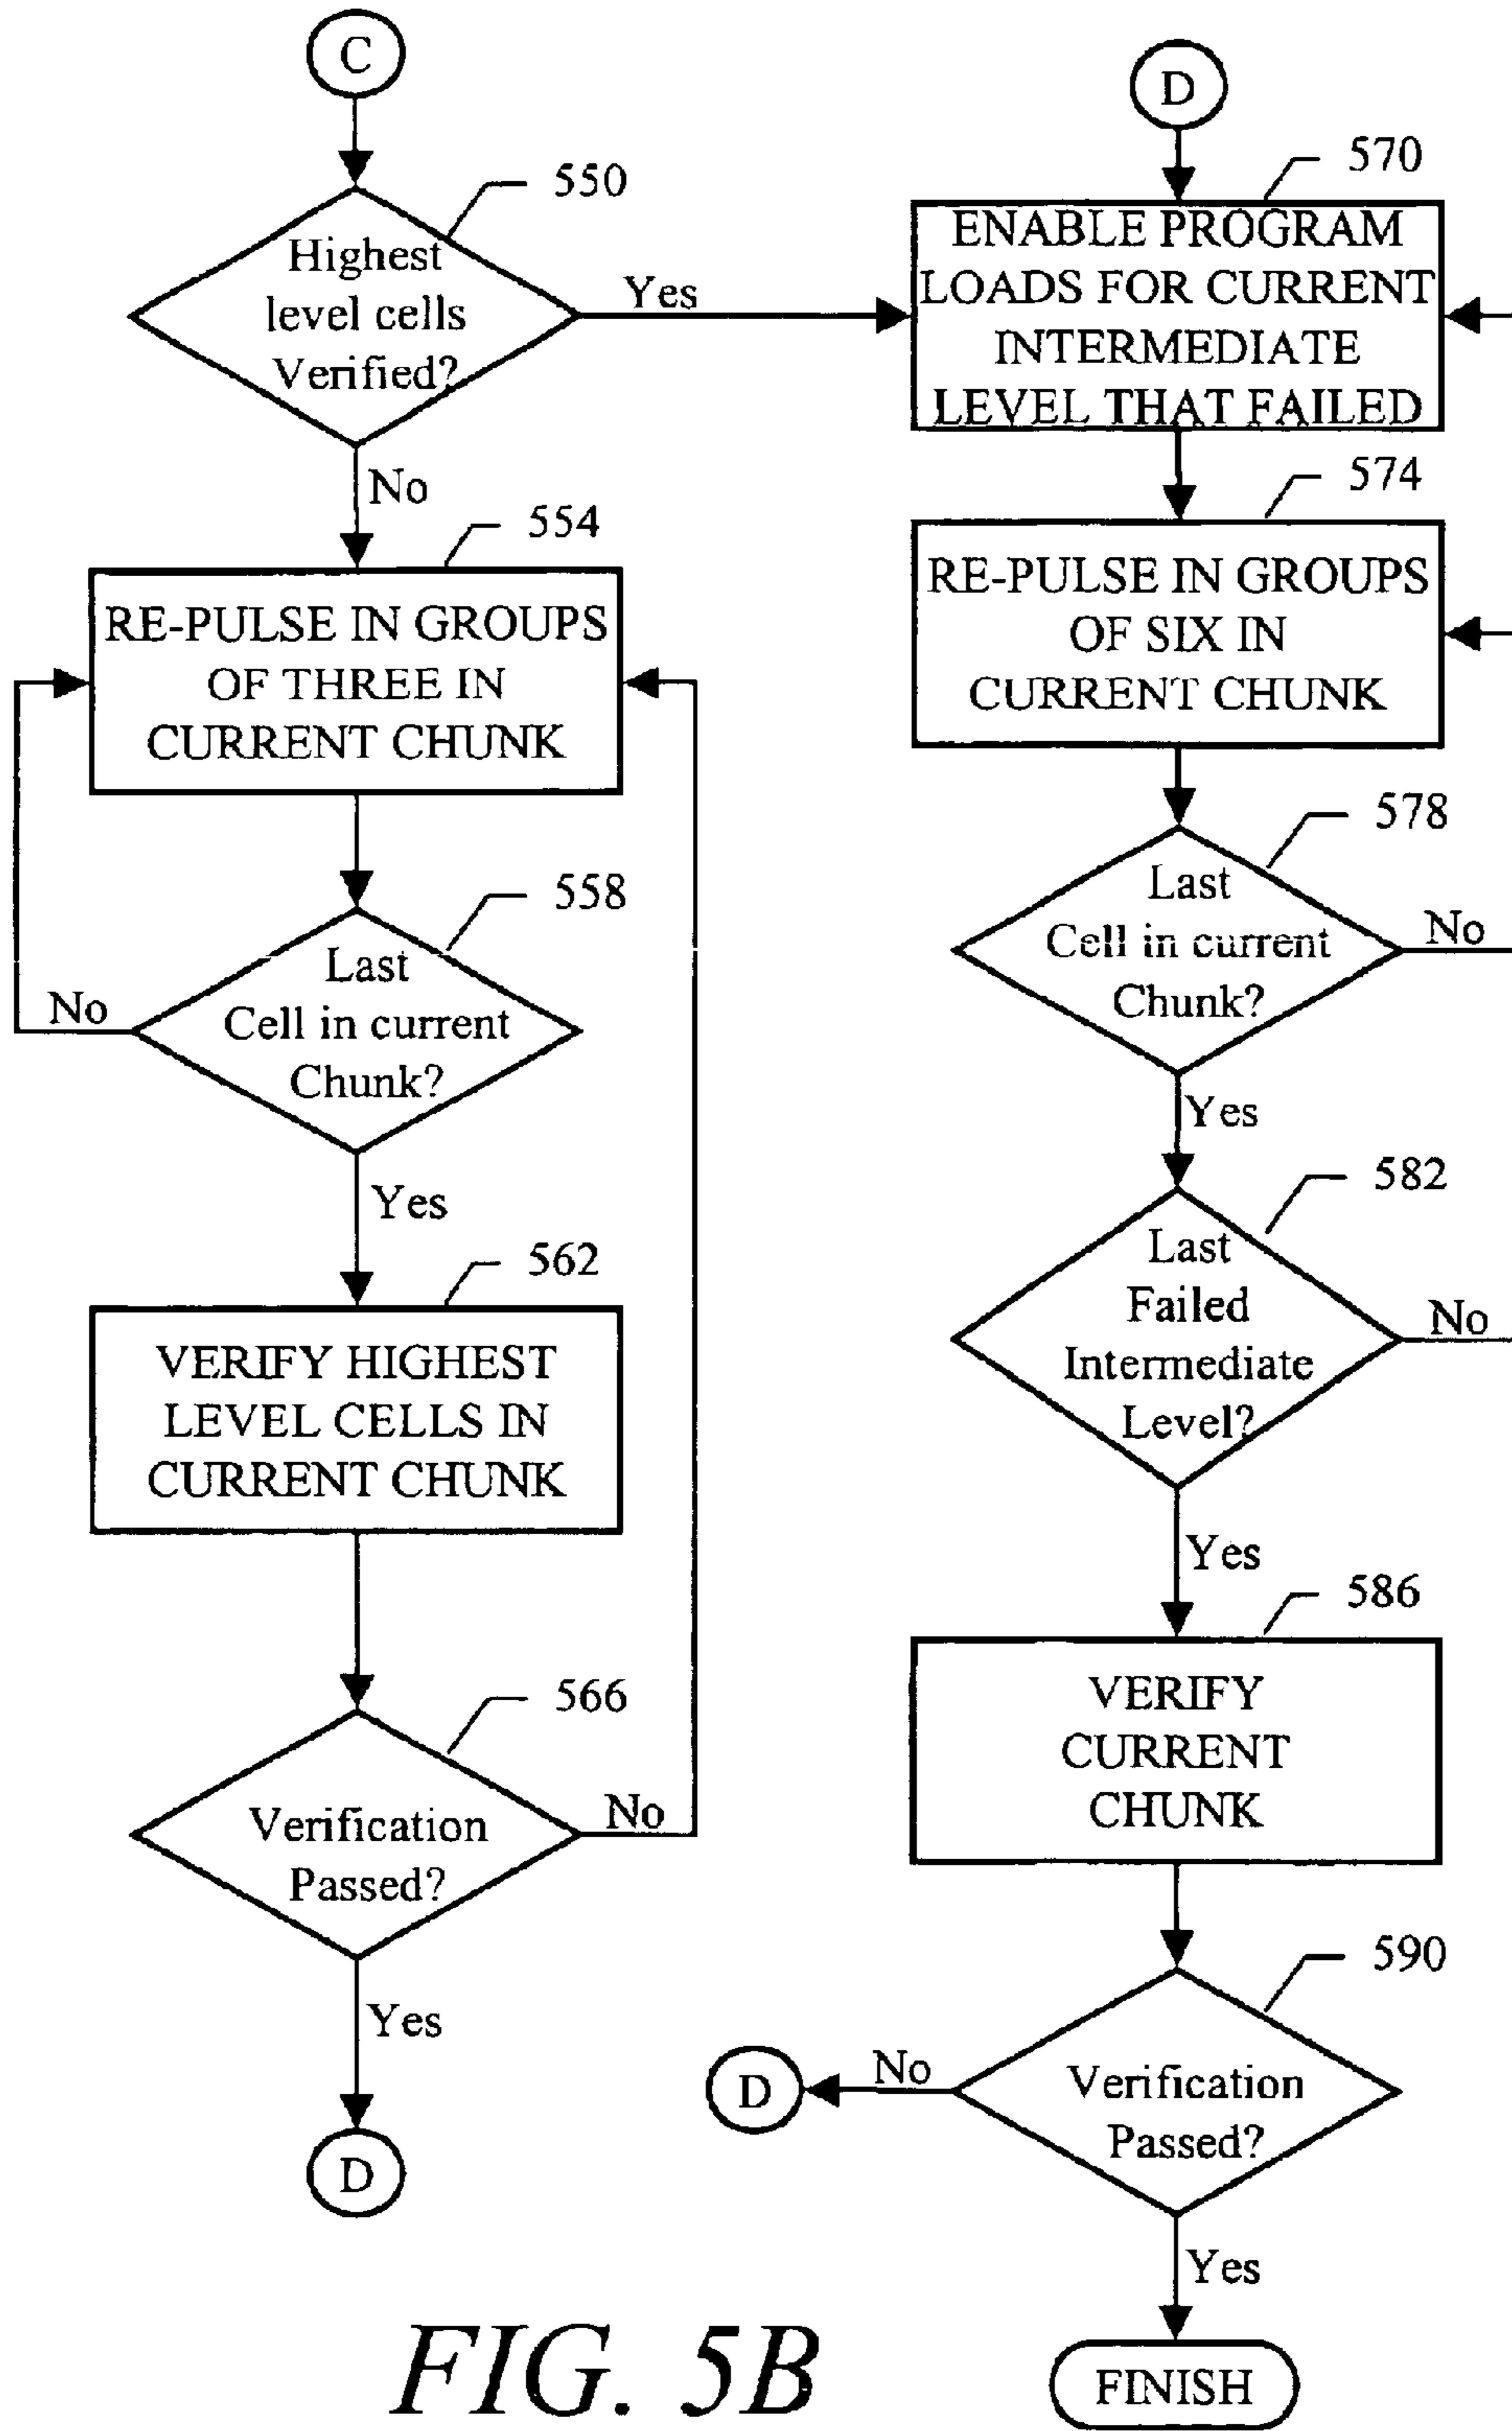 C
550
Highest
level cells
Verified?
Yes
No
554
RE-PULSE IN GROUPS
OF THREE IN
CURRENT CHUNK
558
Last
Cell in current
Chunk?
No
Yes
562
VERIFY HIGHEST
LEVEL CELLS IN
CURRENT CHUNK
566
Verification
Passed?
No
Yes
D
D
570
ENABLE PROGRAM
LOADS FOR CURRENT
INTERMEDIATE
LEVEL THAT FAILED
574
RE-PULSE IN GROUPS
OF SIX IN
CURRENT CHUNK
578
Last
Cell in current
Chunk?
No
Yes
582
Last
Failed
Intermediate
Level?
No
Yes
586
VERIFY
CURRENT
CHUNK
590
Verification
Passed?
No
D
Yes
FINISH
FIG. 5B